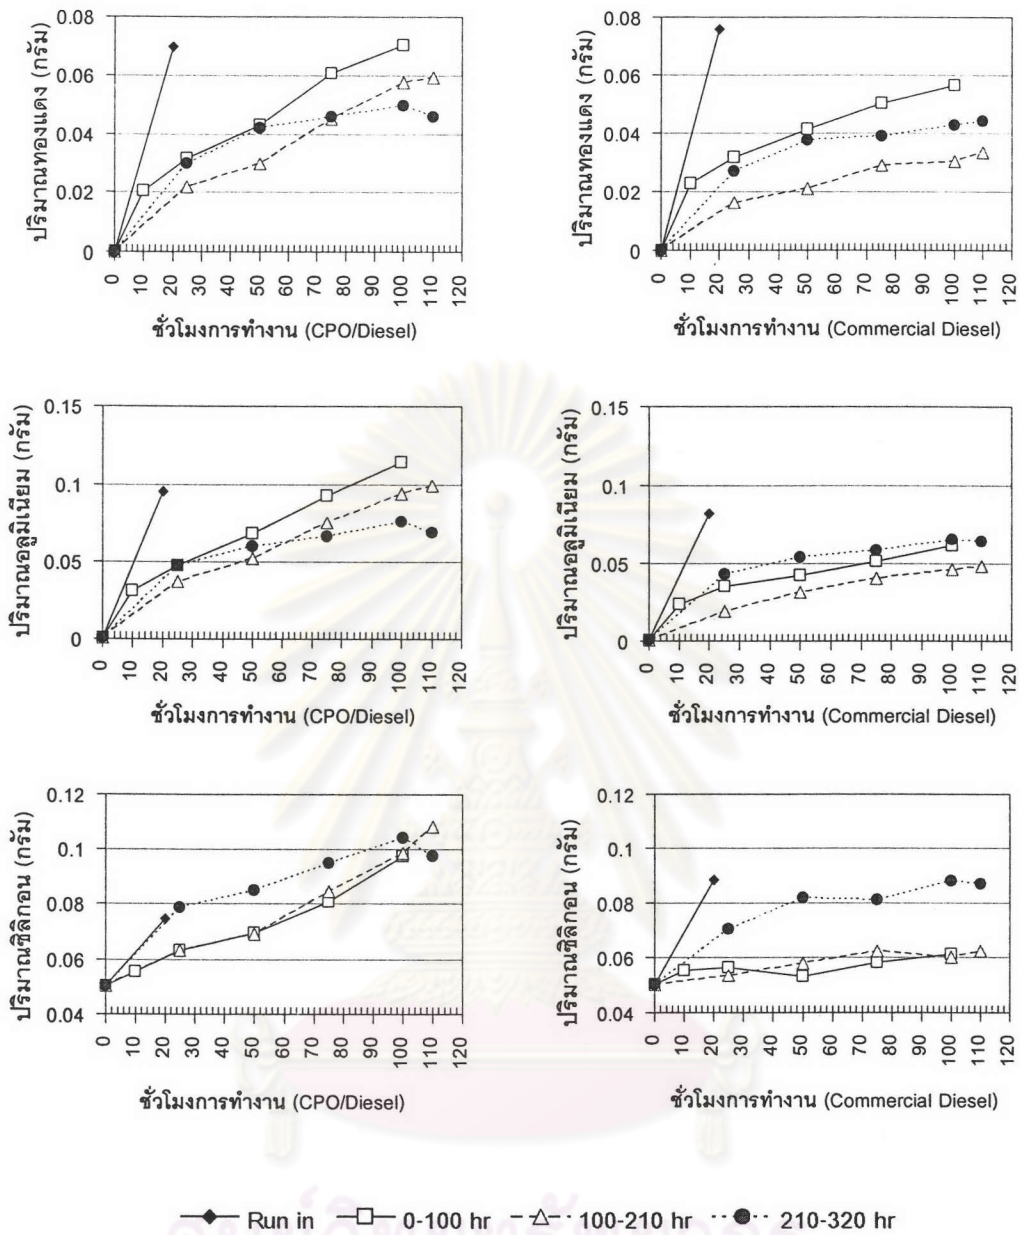 ปริมาณทองแดง (กรัม)
0.08
0.06
0.04
0.02
0
0 10 20 30 40 50 60 70 80 90 100 110 120
ชั่วโมงการทำงาน (CPO/Diesel)
ปริมาณทองแดง (กรัม)
0.08
0.06
0.04
0.02
0
0 10 20 30 40 50 60 70 80 90 100 110 120
ชั่วโมงการทำงาน (Commercial Diesel)
ปริมาณอลูมิเนียม (กรัม)
0.15
0.1
0.05
0
0 10 20 30 40 50 60 70 80 90 100 110 120
ชั่วโมงการทำงาน (CPO/Diesel)
ปริมาณอลูมิเนียม (กรัม)
0.15
0.1
0.05
0
0 10 20 30 40 50 60 70 80 90 100 110 120
ชั่วโมงการทำงาน (Commercial Diesel)
ปริมาณซิลิกอน (กรัม)
0.12
0.1
0.08
0.06
0.04
0 10 20 30 40 50 60 70 80 90 100 110 120
ชั่วโมงการทำงาน (CPO/Diesel)
ปริมาณซิลิกอน (กรัม)
0.12
0.1
0.08
0.06
0.04
0 10 20 30 40 50 60 70 80 90 100 110 120
ชั่วโมงการทำงาน (Commercial Diesel)
Run in 0-100 hr 100-210 hr 210-320 hr